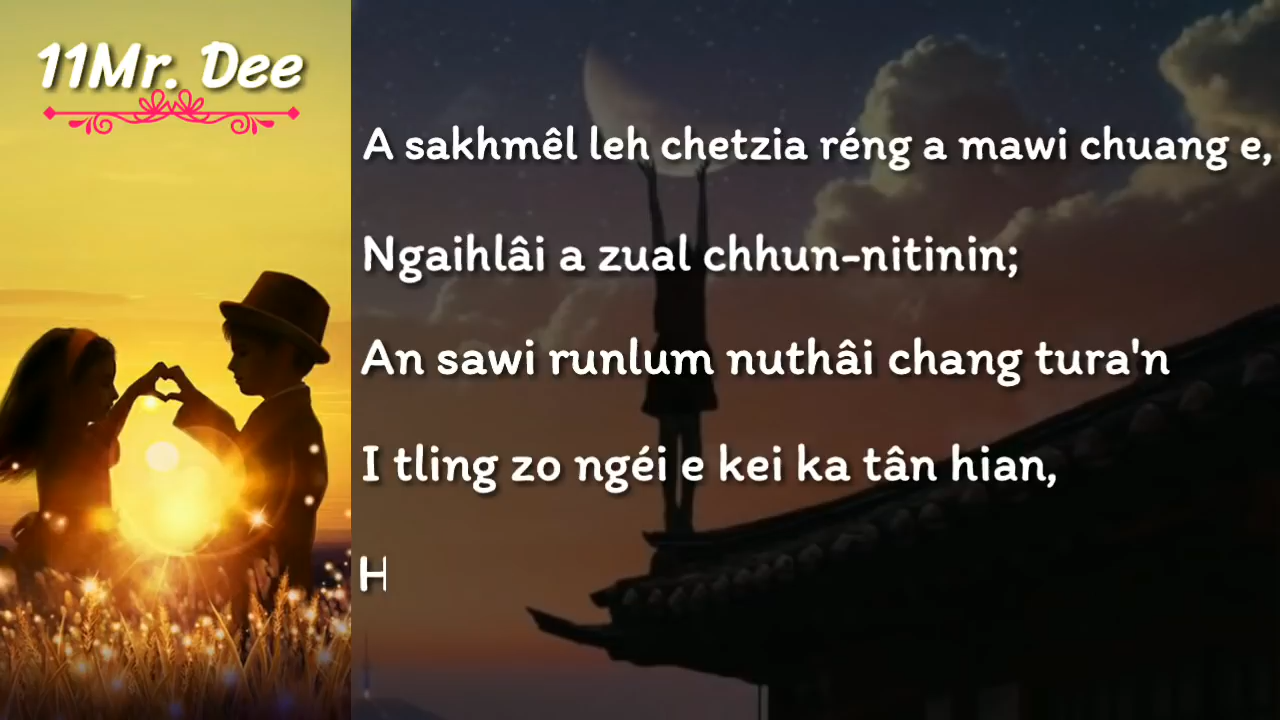 11Mr. Dee
A sakhmêl leh chetzia réng a mawi chuang e,
Ngaihlâi a zual chhun-nitinin;
An sawi runlum nuthâi chang tura'n
I tling zo ngéi e kei ka tân hian,
H